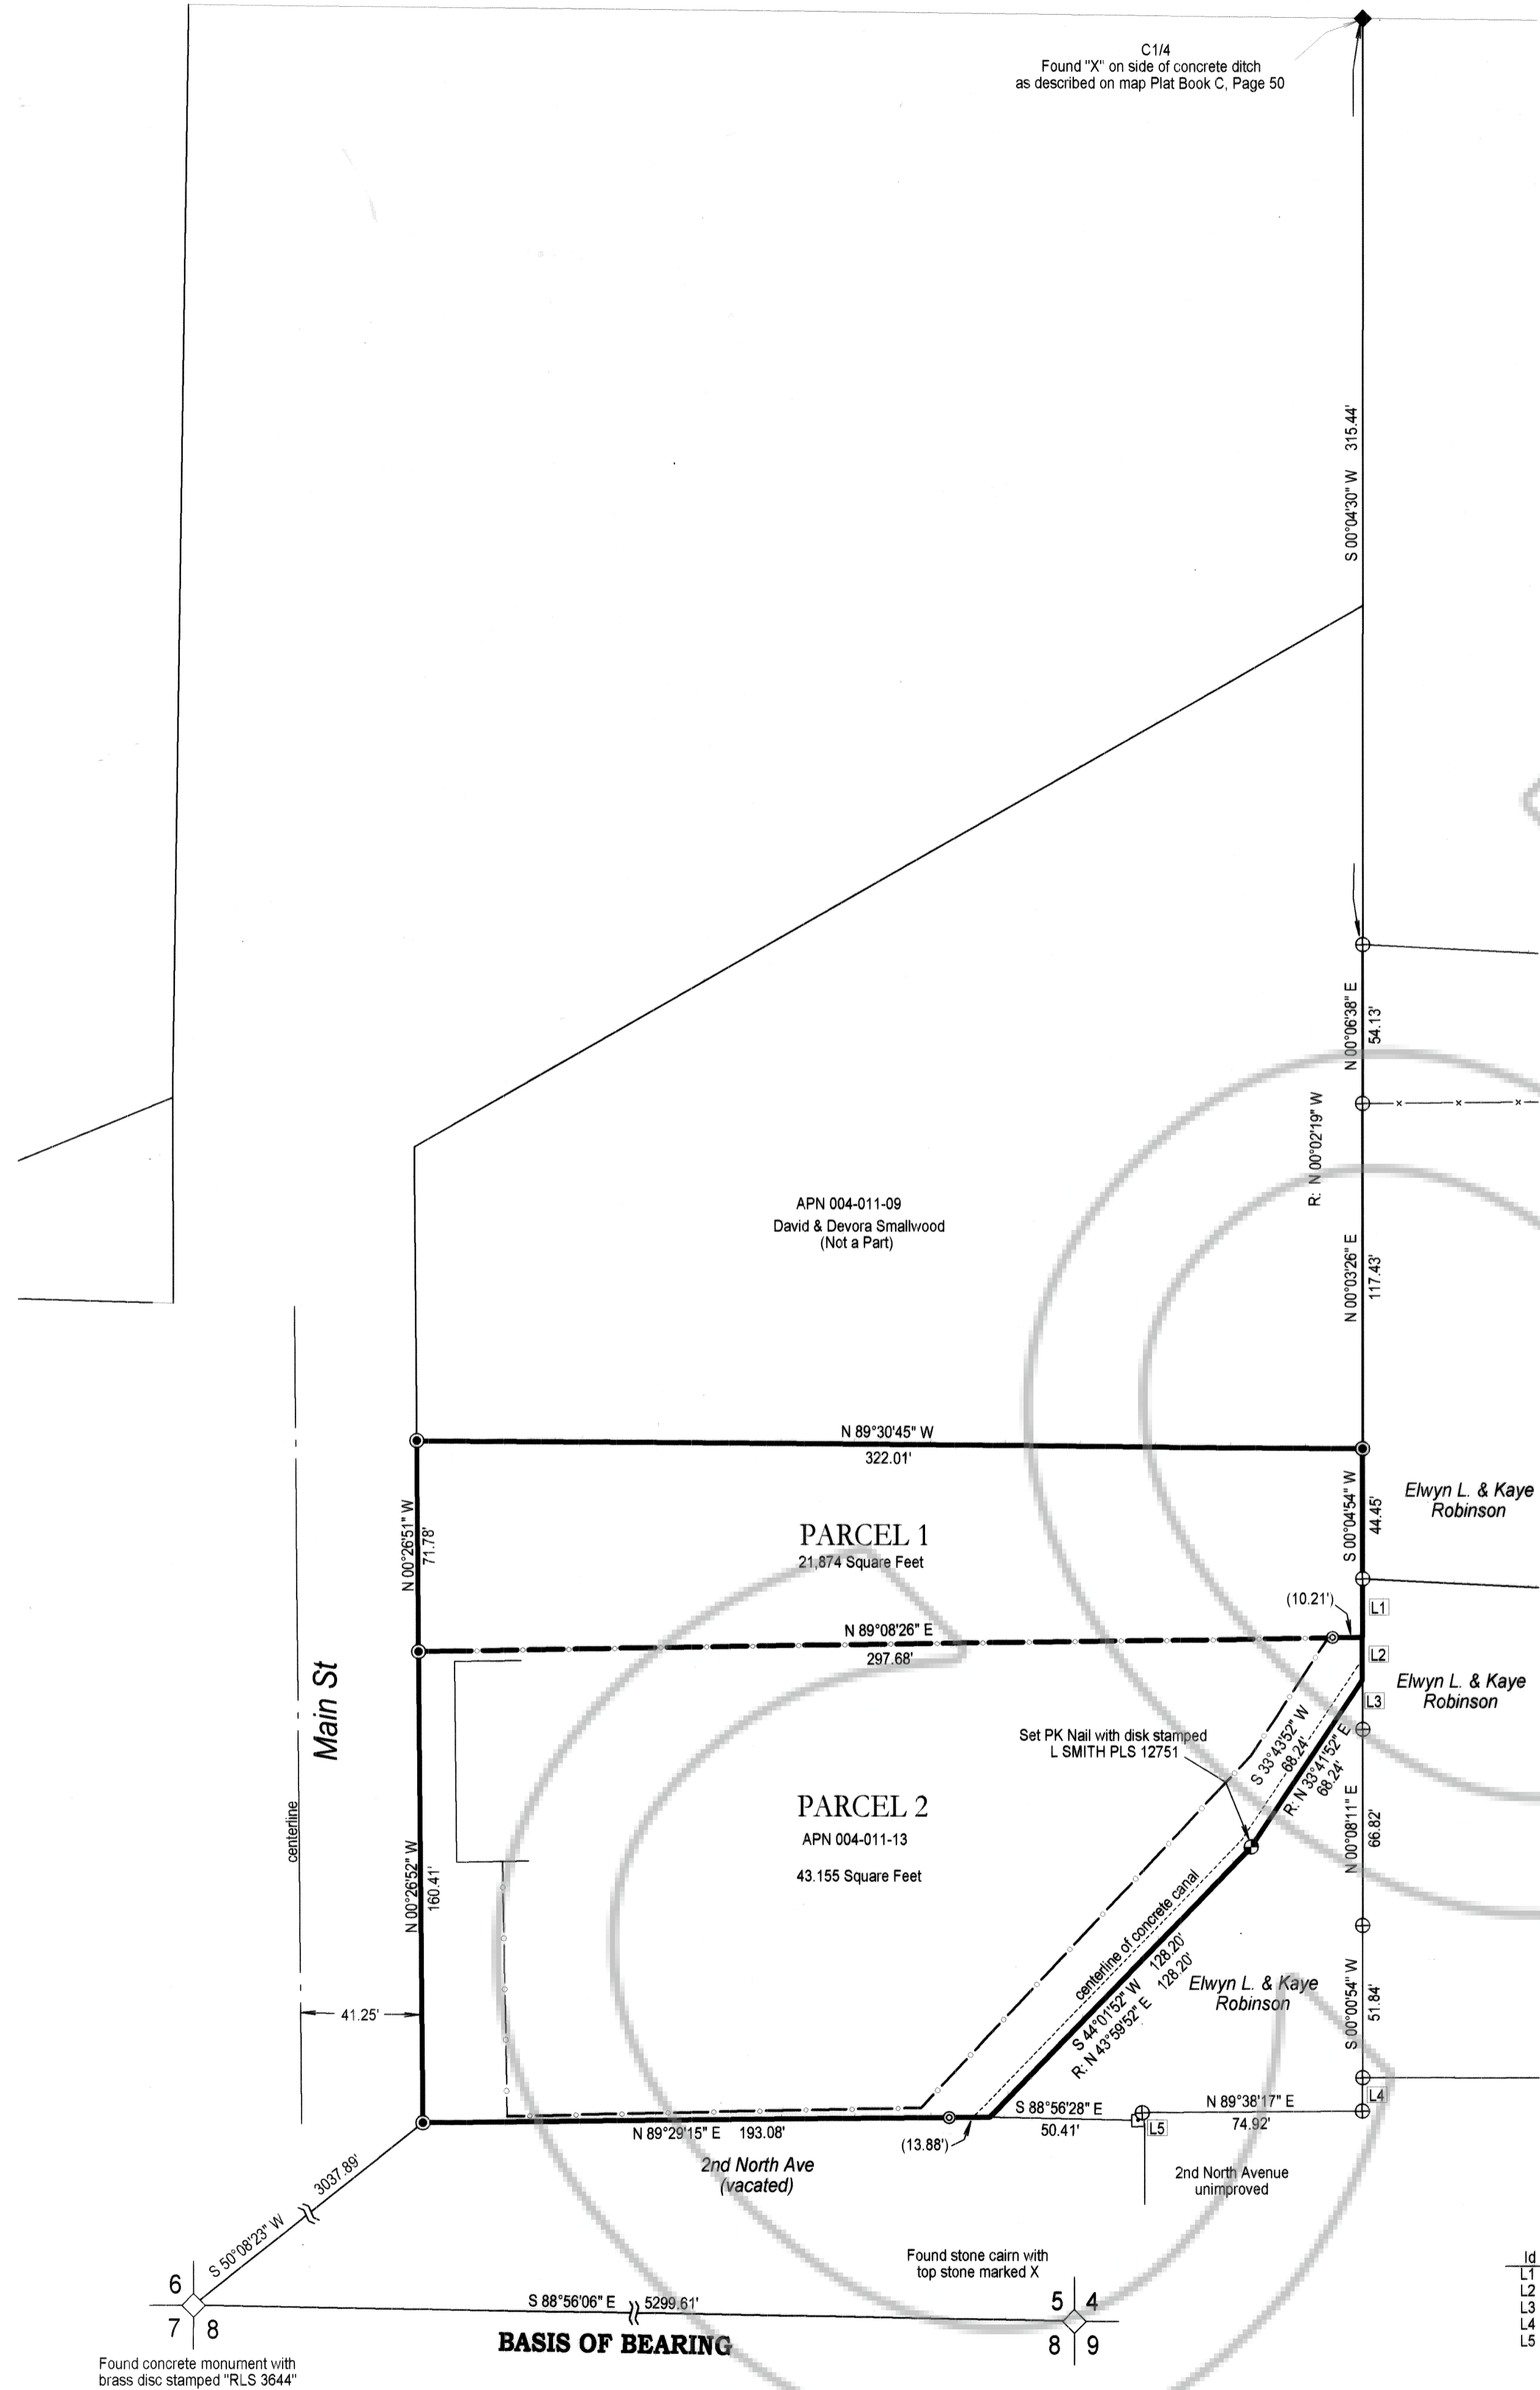 C1/4
Found "X" on side of concrete ditch
as described on map Plat Book C, Page 50
S 00°04'30" W 315.44'
N 00°06'38" E
54.13'
R: N 00°02'19" W
N 00°03'26" E
117.43'
APN 004-011-09
David & Devora Smallwood
(Not a Part)
N 89°30'45" W
322.01'
N 00°26'51" W
71.78'
PARCEL 1
21,874 Square Feet
S 00°04'54" W
44.45'
Elwyn L. & Kaye
Robinson
(10.21')
L1
N 89°08'26" E
297.68'
L2
Elwyn L. & Kaye
Robinson
L3
Main St
centerline
Set PK Nail with disk stamped
L SMITH PLS 12751
S 33°43'52" W
68.24'
R: N 33°41'52" E
68.24'
PARCEL 2
APN 004-011-13
43.155 Square Feet
N 00°08'11" E
66.82'
N 00°26'52" W
160.41'
centerline of concrete canal
S 44°01'52" W 128.20'
R: N 43°59'52" E 128.20'
Elwyn L. & Kaye
Robinson
S 00°00'54" W
51.84'
41.25'
L4
N 89°29'15" E 193.08'
(13.88')
S 88°56'28" E
50.41'
L5
N 89°38'17" E
74.92'
2nd North Ave
(vacated)
2nd North Avenue
unimproved
S 50°08'23" W 3037.89'
Found stone cairn with
top stone marked X
6
7 8
S 88°56'06" E 5299.61'
5 4
8 9
BASIS OF BEARING
Found concrete monument with
brass disc stamped "RLS 3644"
Id
L1
L2
L3
L4
L5